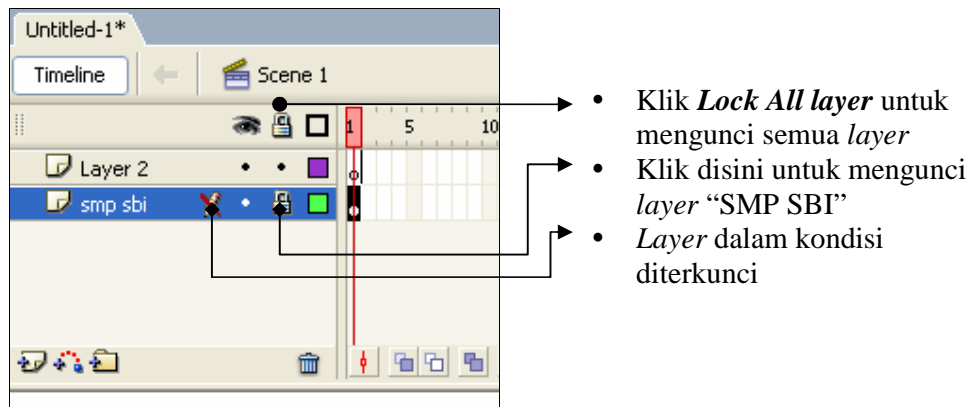 Untitled-1*
Timeline
Scene 1
1 5 10
Layer 2
smp sbi
• Klik Lock All layer untuk
mengunci semua layer
• Klik disini untuk mengunci
layer “SMP SBI”
• Layer dalam kondisi
diterkunci